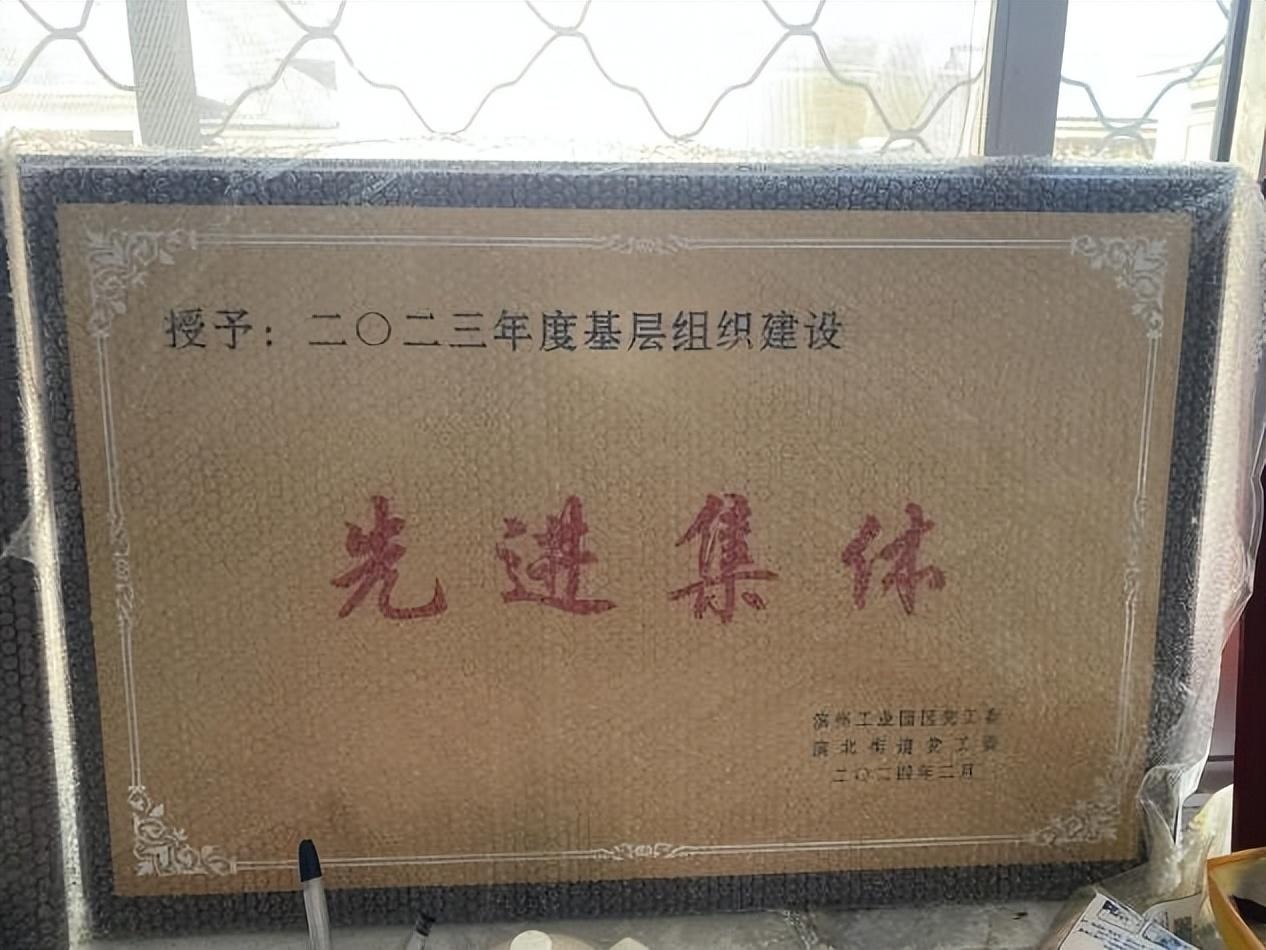 授予：二〇二三年度基层组织建设
先进集体
滨州工业园区党工委
滨北街道党工委
二〇二四年二月